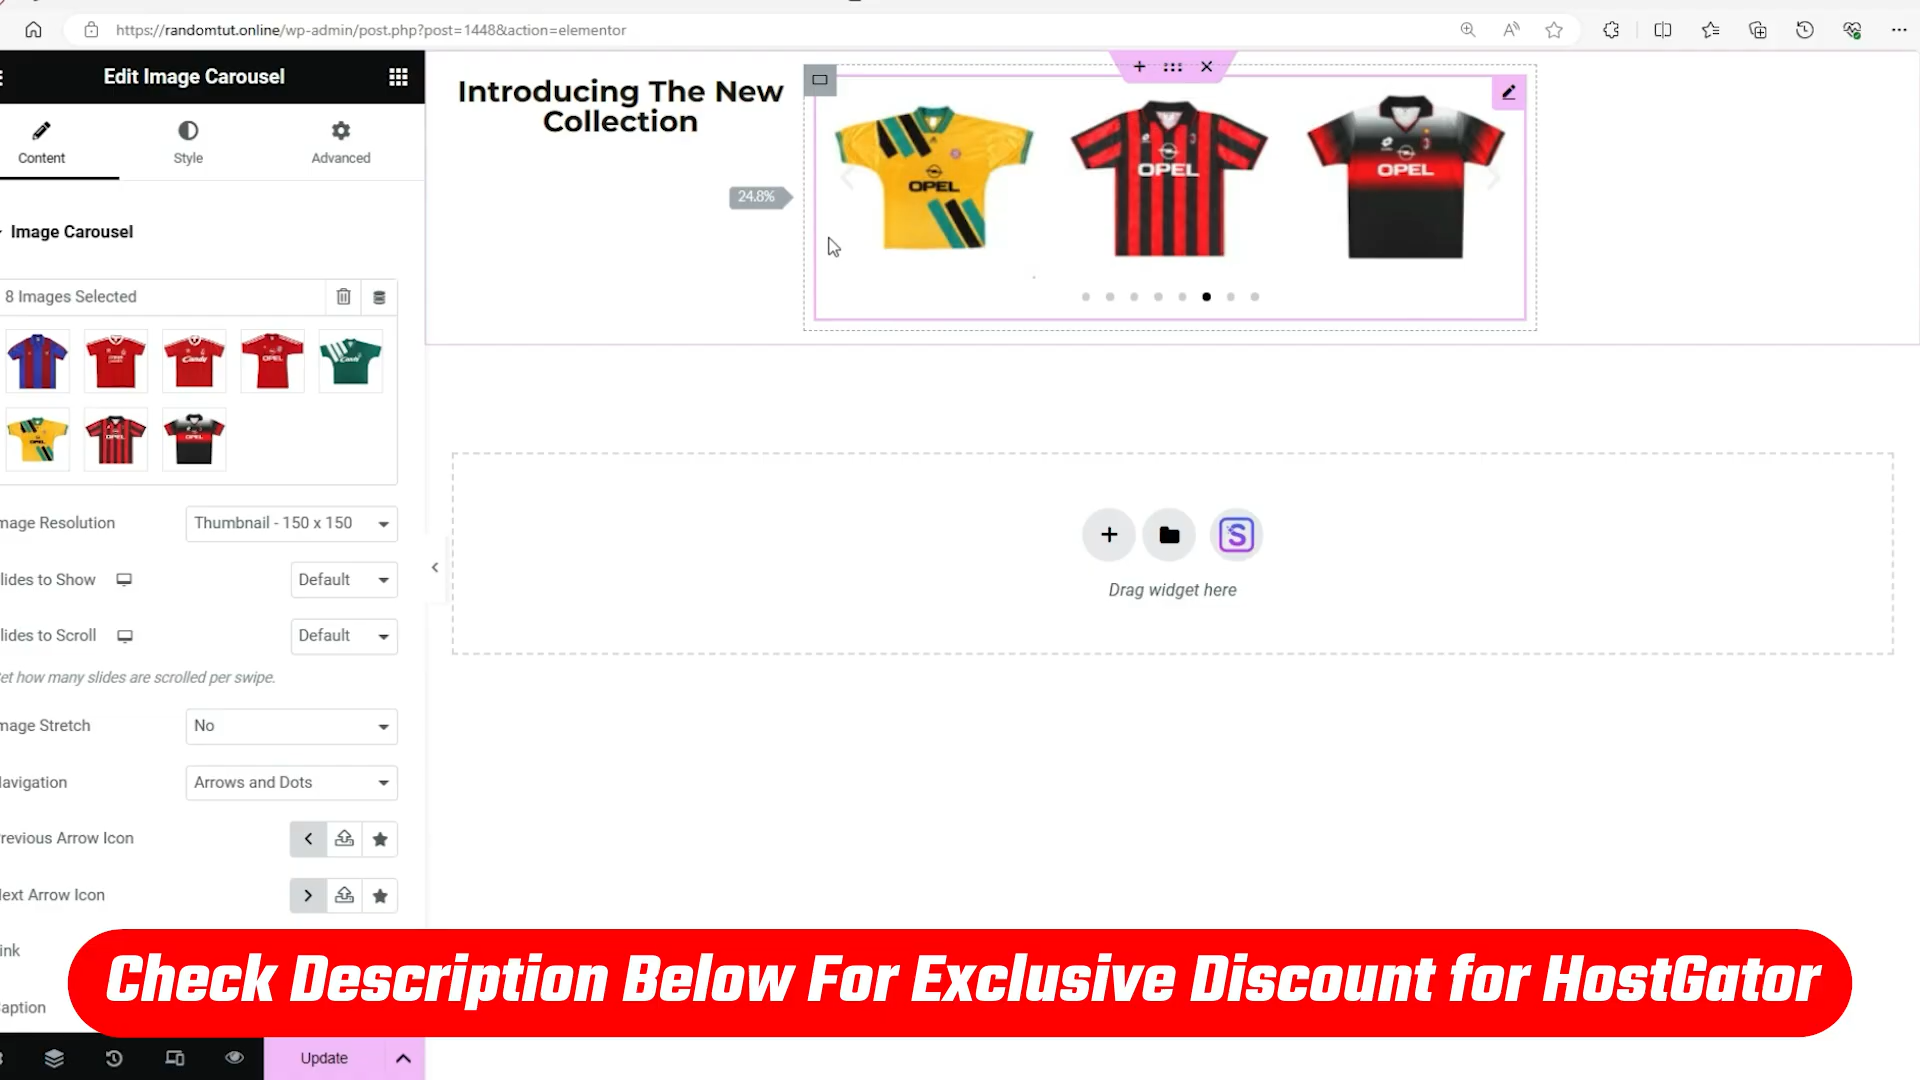 https://randomtut.online/wp-admin/post.php?post=1448&action=elementor
Edit Image Carousel
Content
Style
Advanced
Image Carousel
8 Images Selected
mage Resolution
Thumbnail - 150 x 150
lides to Show
Default
lides to Scroll
Default
et how many slides are scrolled per swipe.
mage Stretch
No
avigation
Arrows and Dots
revious Arrow Icon
ext Arrow Icon
ink
aption
Update
Introducing The New
Collection
24.8%
OPEL
OPEL
OPEL
Drag widget here
Check Description Below For Exclusive Discount for HostGator